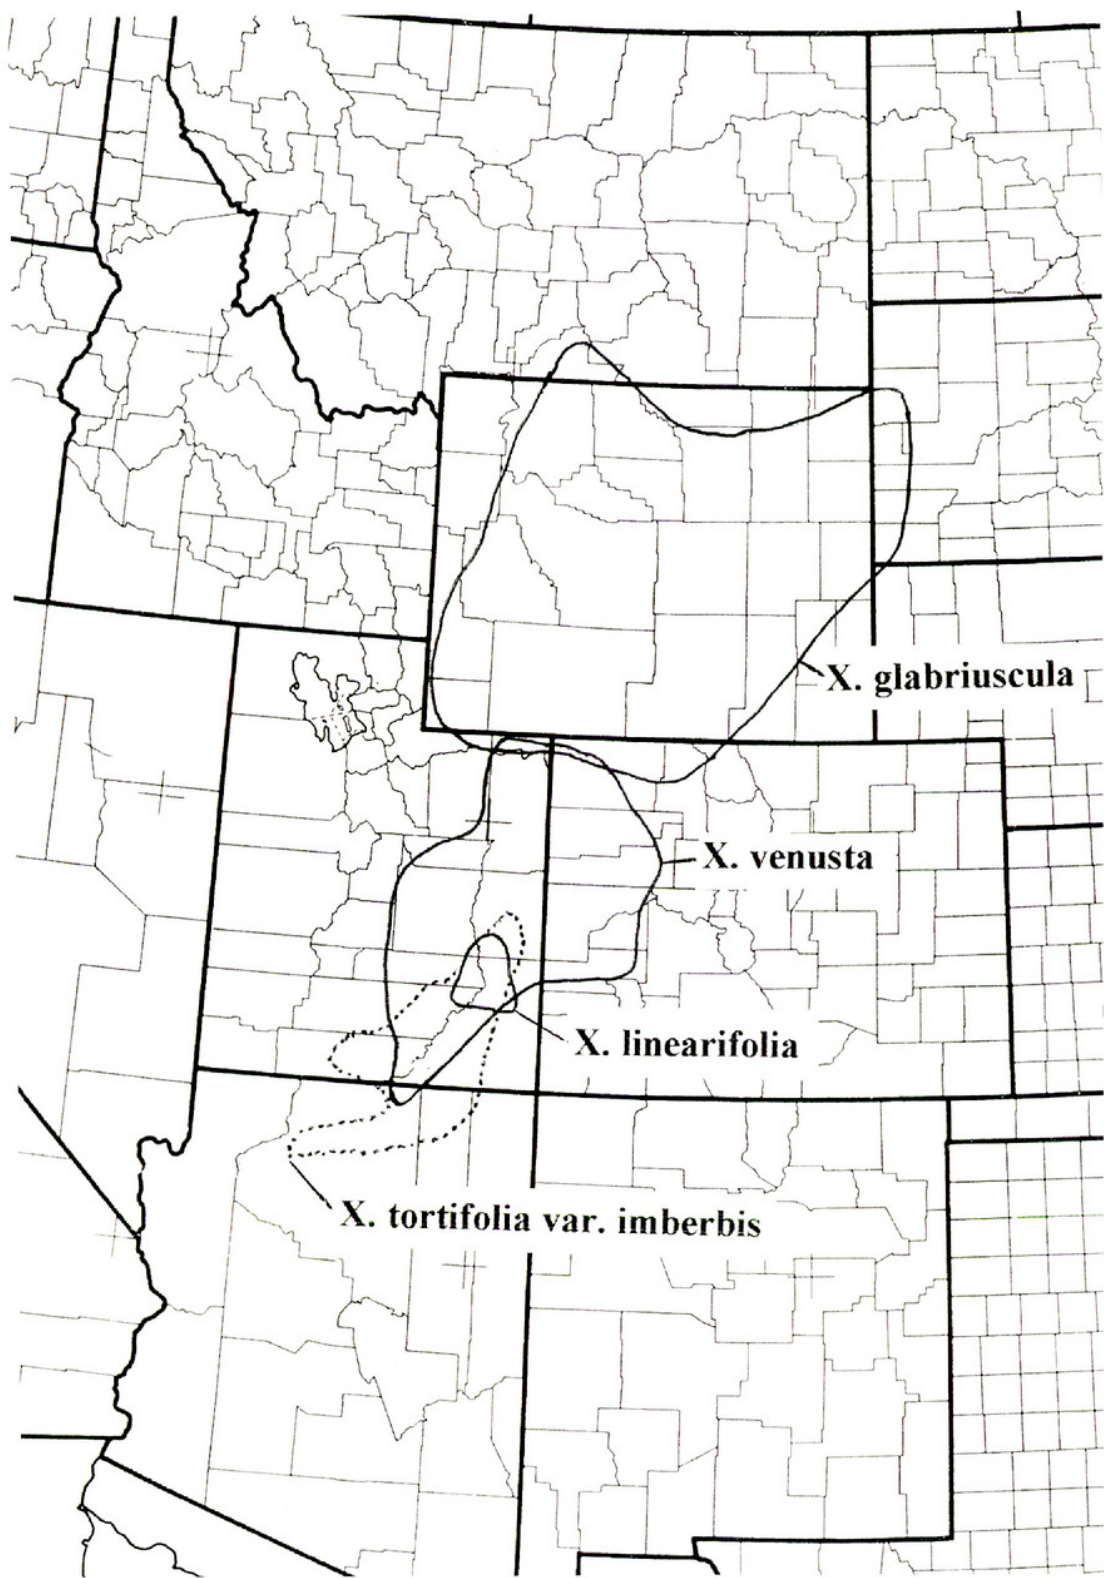 X. glabriuscula
X. venusta
X. linearifolia
X. tortifolia var. imberbis